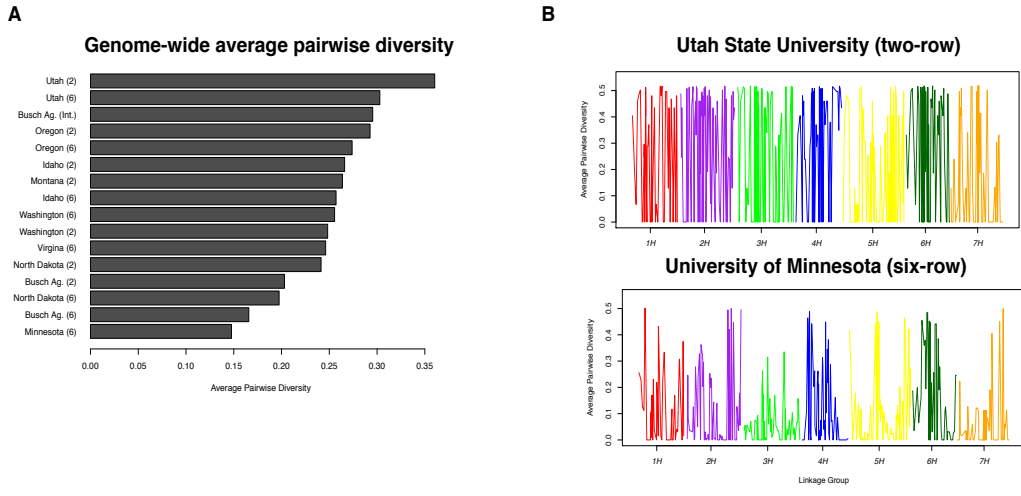 A
Genome-wide average pairwise diversity
Utah (2)
Utah (6)
Busch Ag. (Int.)
Oregon (2)
Oregon (6)
Idaho (2)
Montana (2)
Idaho (6)
Washington (6)
Washington (2)
Virgina (6)
North Dakota (2)
Busch Ag. (2)
North Dakota (6)
Busch Ag. (6)
Minnesota (6)
0.00 0.05 0.10 0.15 0.20 0.25 0.30 0.35
Average Pairwise Diversity
B
Utah State University (two-row)
Average Pairwise Diversity
0.5
0.4
0.3
0.2
0.1
0.0
1H 2H 3H 4H 5H 6H 7H
University of Minnesota (six-row)
Average Pairwise Diversity
0.5
0.4
0.3
0.2
0.1
0.0
1H 2H 3H 4H 5H 6H 7H
Linkage Group